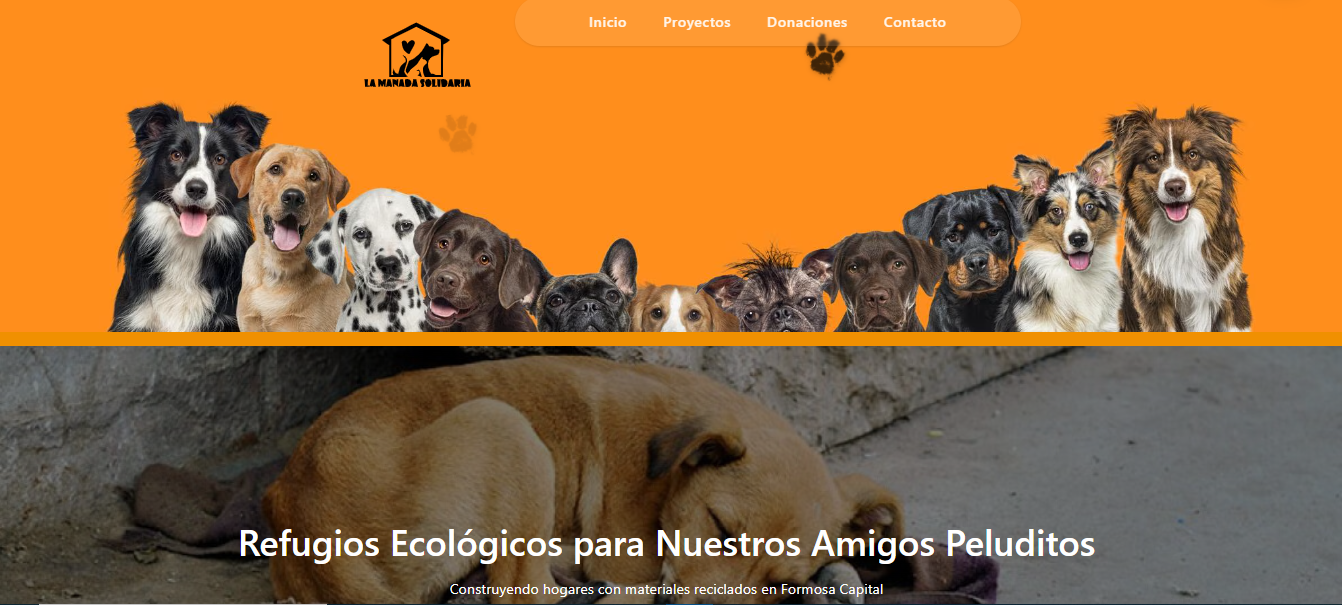 Inicio Proyectos Donaciones Contacto
LA MANADA SOLIDARIA
Refugios Ecológicos para Nuestros Amigos Peluditos
Construyendo hogares con materiales reciclados en Formosa Capital